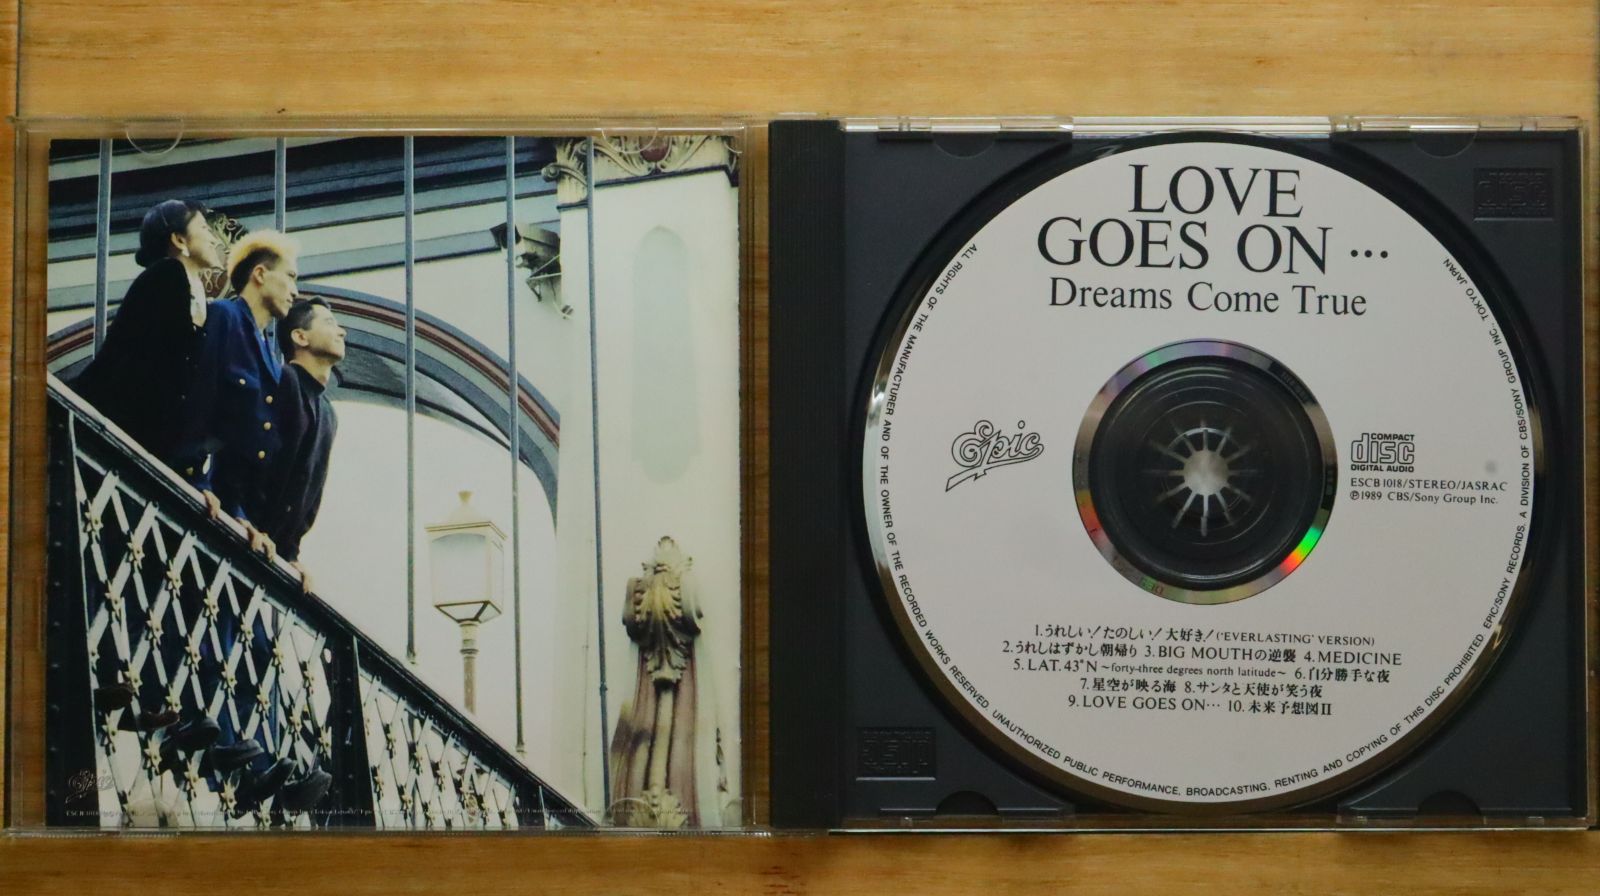 LOVE
GOES ON…
Dreams Come True
Epic
COMPACT
disc
DIGITAL AUDIO
ESCB 1018/STEREO/JASRAC
Ⓟ1989 CBS/Sony Group Inc.
1.うれしい!たのしい!大好き!('EVERLASTING' VERSION)
2.うれしはずかし朝帰り 3.BIG MOUTHの逆襲 4.MEDICINE
5.LAT.43°N ~forty-three degrees north latitude~ 6.自分勝手な夜
7.星空が映る海 8.サンタと天使が笑う夜
9.LOVE GOES ON… 10.未来予想図II
ALL RIGHTS OF THE MANUFACTURER AND OF THE OWNER OF THE RECORDED WORKS RESERVED. UNAUTHORIZED PUBLIC PERFORMANCE, BROADCASTING, RENTING AND COPYING OF THIS DISC PROHIBITED. EPIC/SONY RECORDS. A DIVISION OF CBS/SONY GROUP INC., TOKYO JAPAN
87
Epic